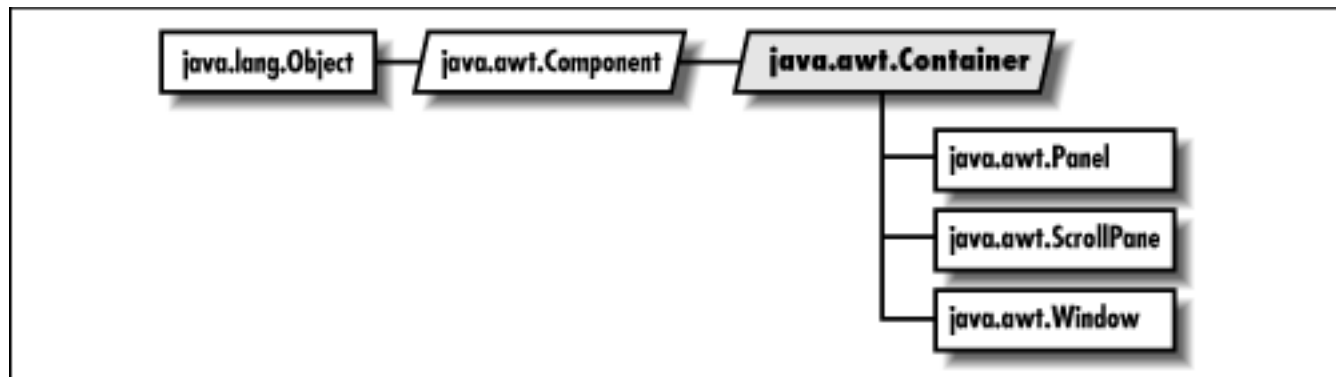 java.lang.Object
java.awt.Component
java.awt.Container
java.awt.Panel
java.awt.ScrollPane
java.awt.Window